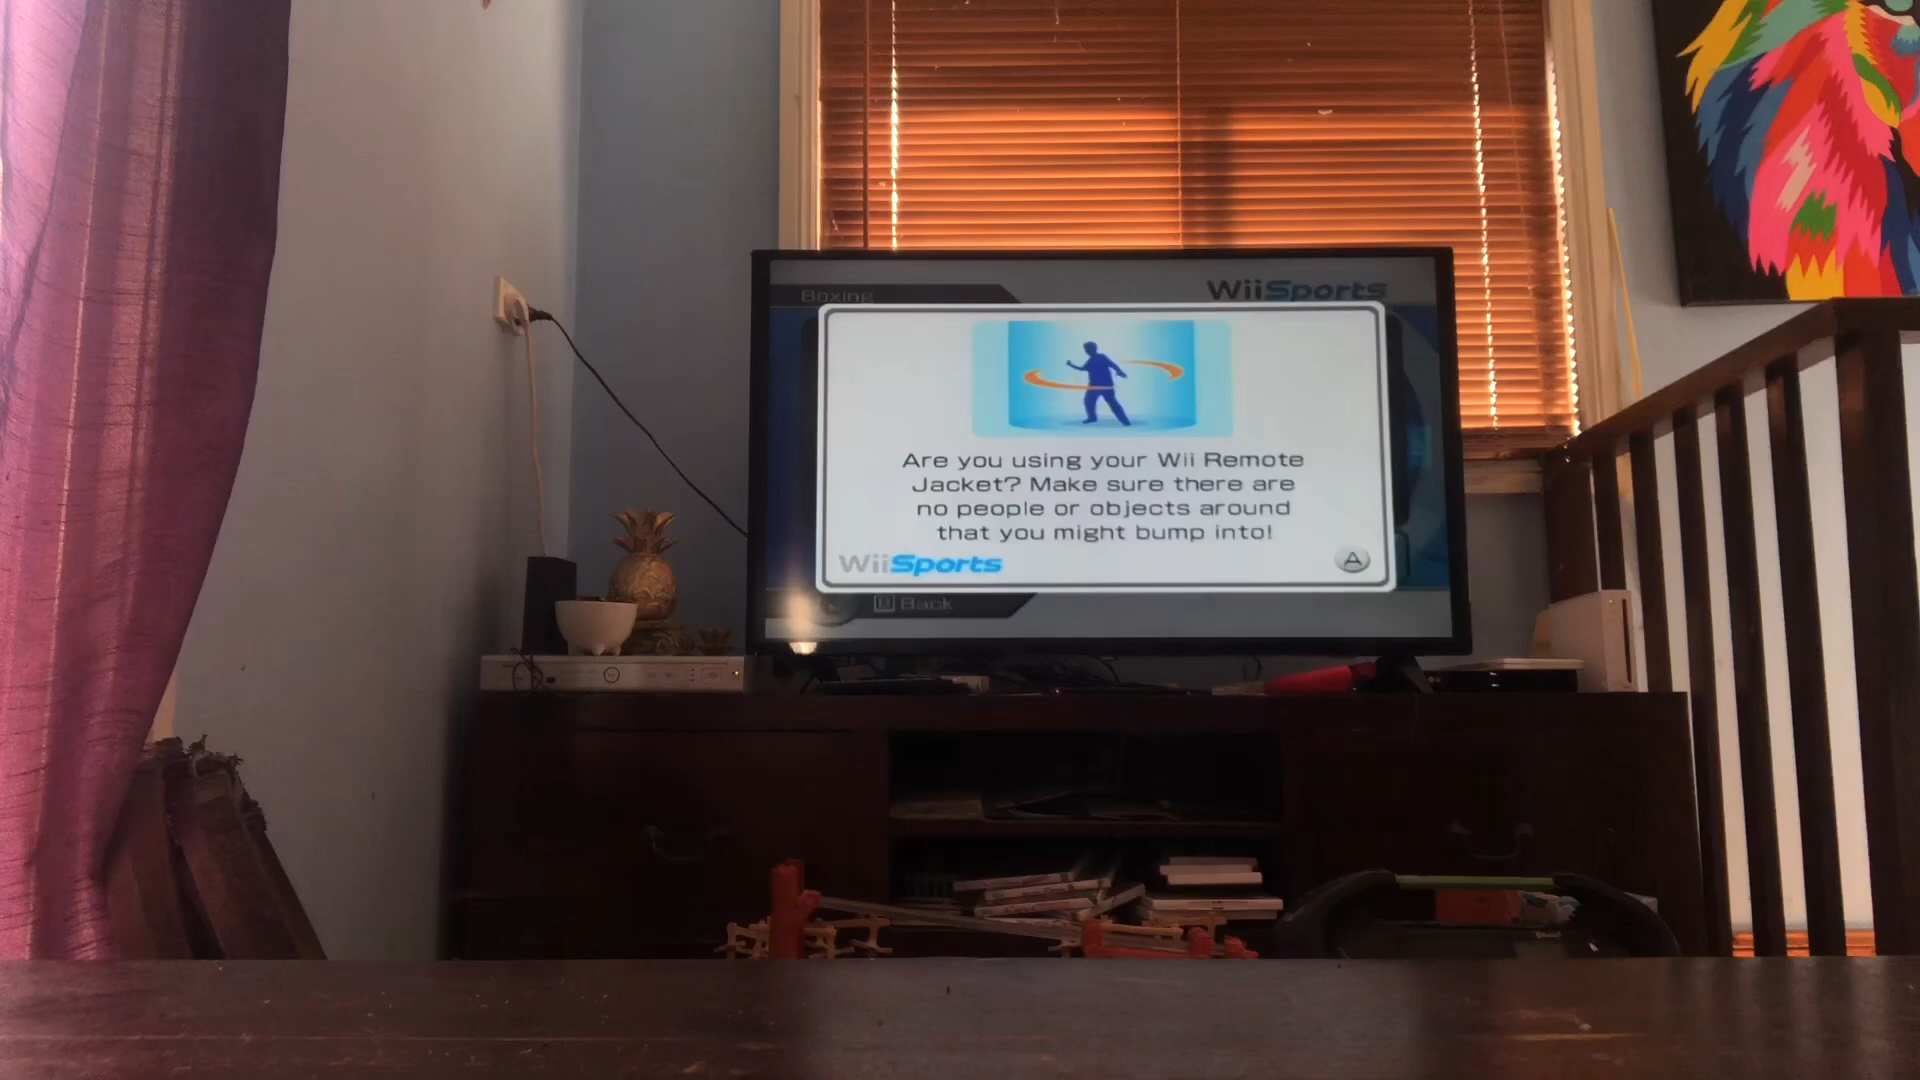 Boxing
WiiSports
Are you using your Wii Remote
Jacket? Make sure there are
no people or objects around
that you might bump into!
WiiSports
A
B Back